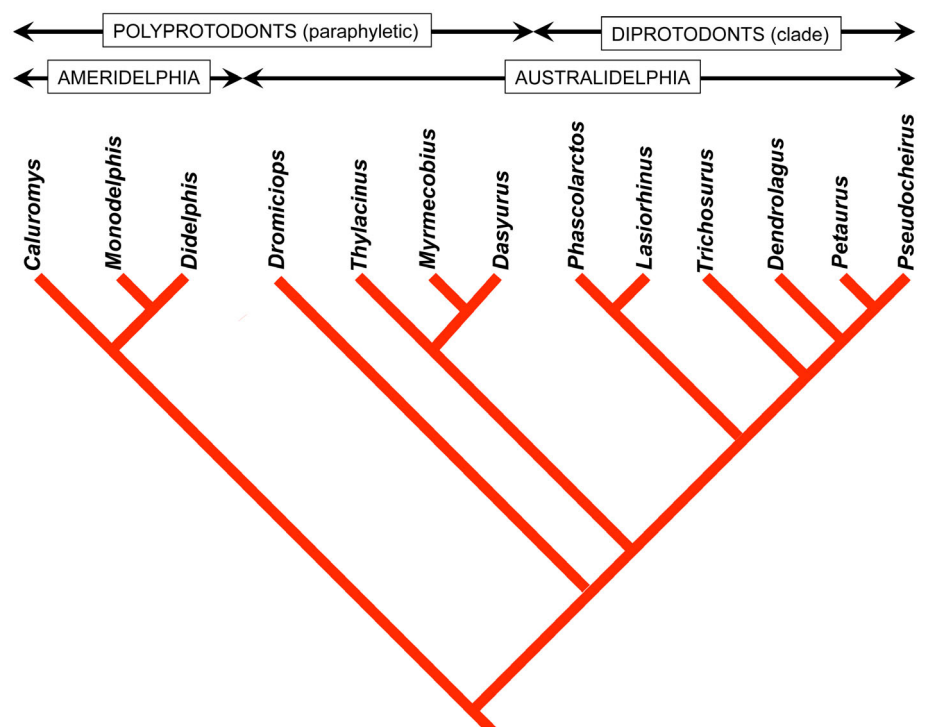 POLYPROTODONTS (paraphyletic)
DIPROTODONTS (clade)
AMERIDELPHIA
AUSTRALIDELPHIA
Caluromys
Monodelphis
Didelphis
Dromiciops
Thylacinus
Myrmecobius
Dasyurus
Phascolarctos
Lasiorhinus
Trichosurus
Dendrolagus
Petaurus
Pseudocheirus